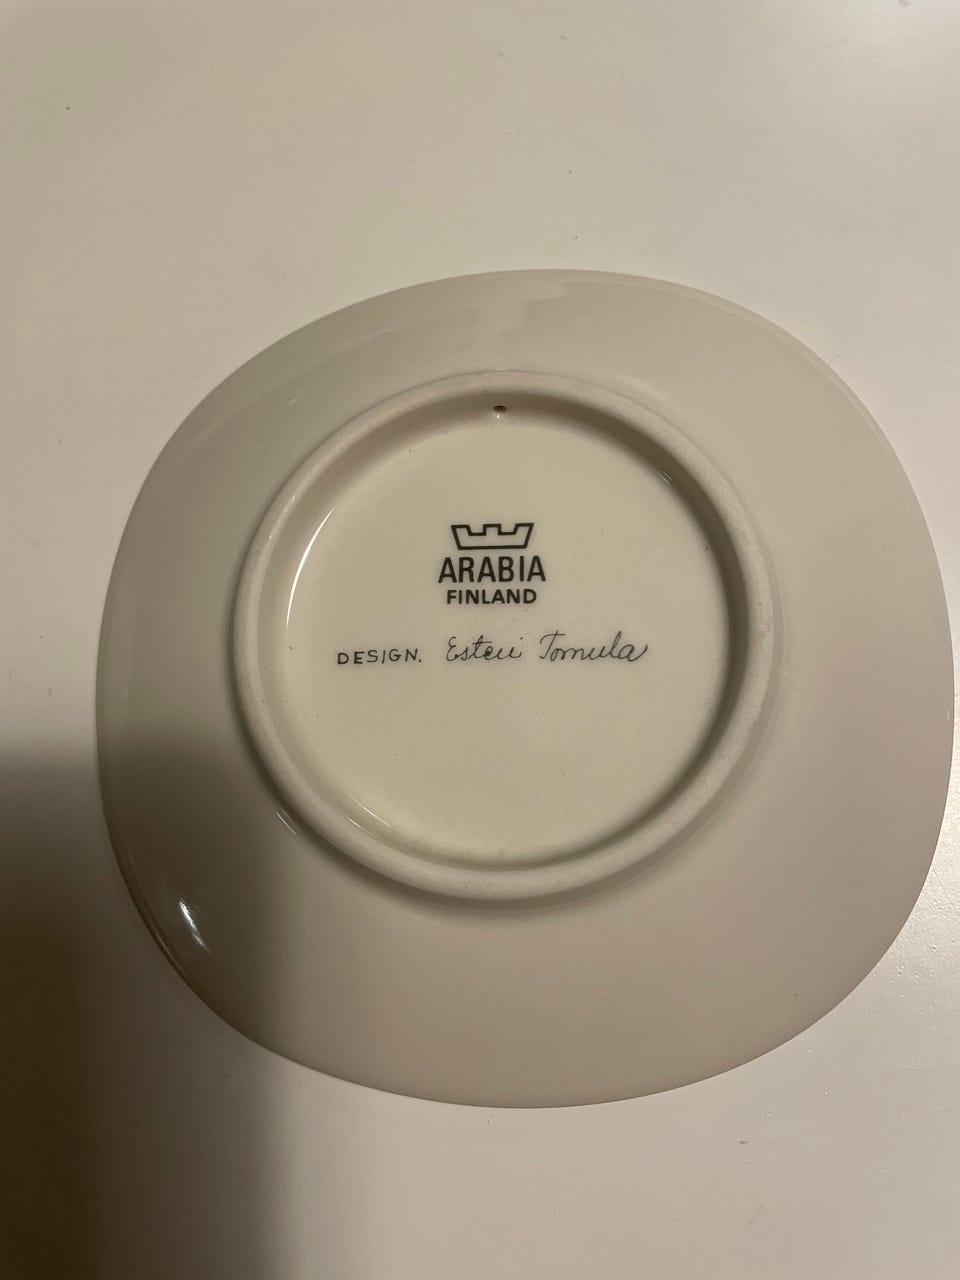 ARABIA
FINLAND
DESIGN. Esteri Tomula